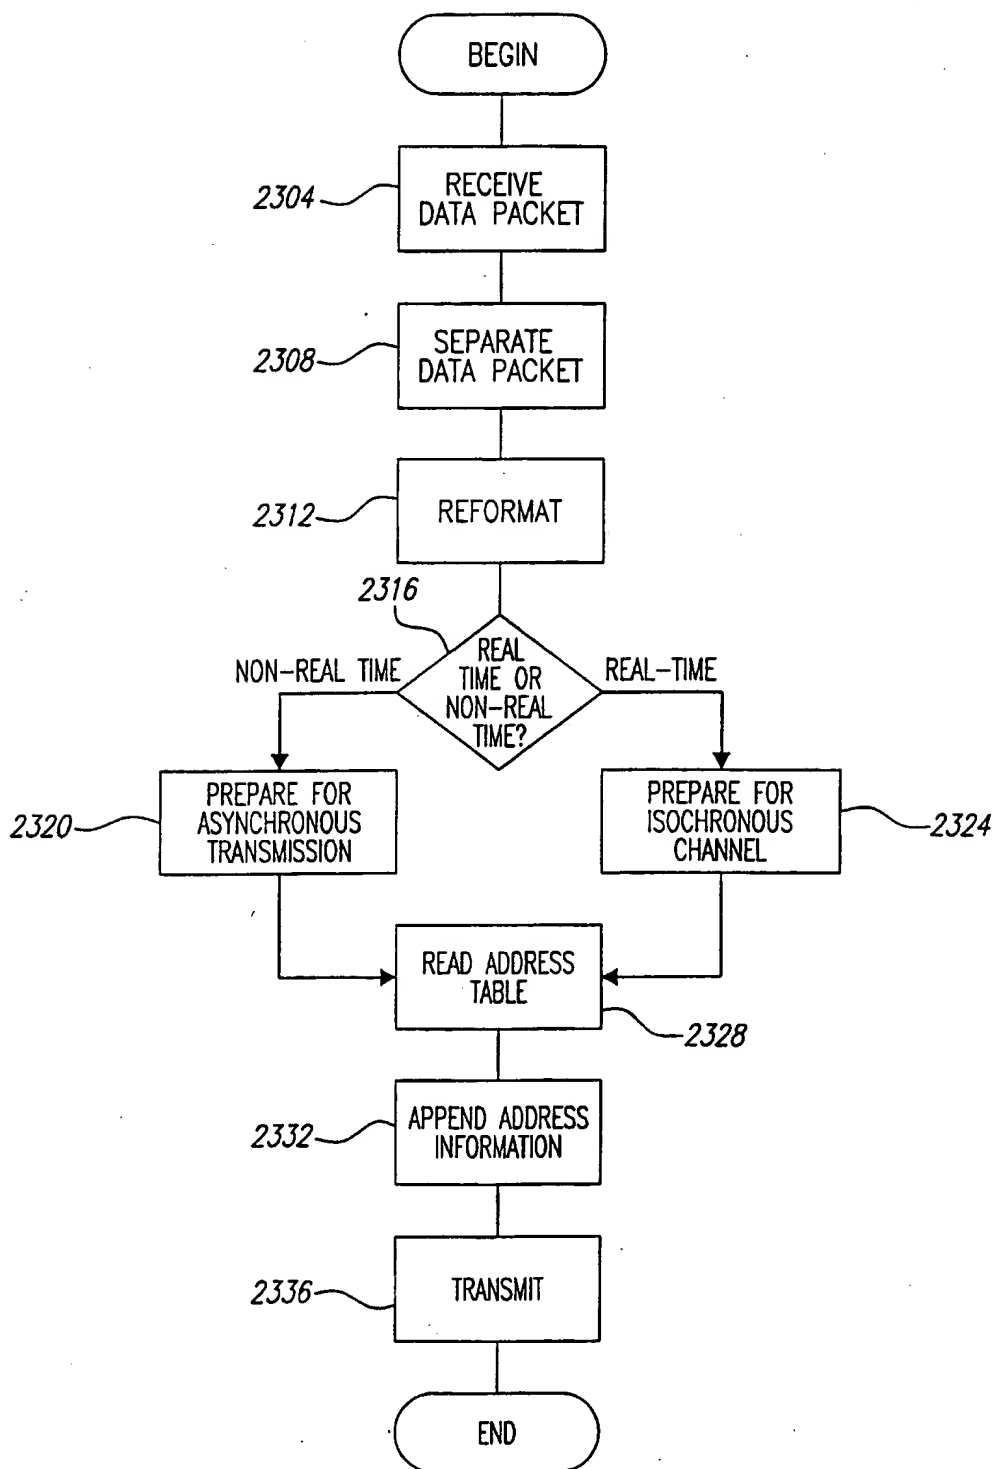 BEGIN
2304
RECEIVE
DATA PACKET
2308
SEPARATE
DATA PACKET
2312
REFORMAT
2316
NON-REAL TIME
REAL
TIME OR
NON-REAL
TIME?
REAL-TIME
2320
PREPARE FOR
ASYNCHRONOUS
TRANSMISSION
PREPARE FOR
ISOCHRONOUS
CHANNEL
2324
READ ADDRESS
TABLE
2328
2332
APPEND ADDRESS
INFORMATION
2336
TRANSMIT
END